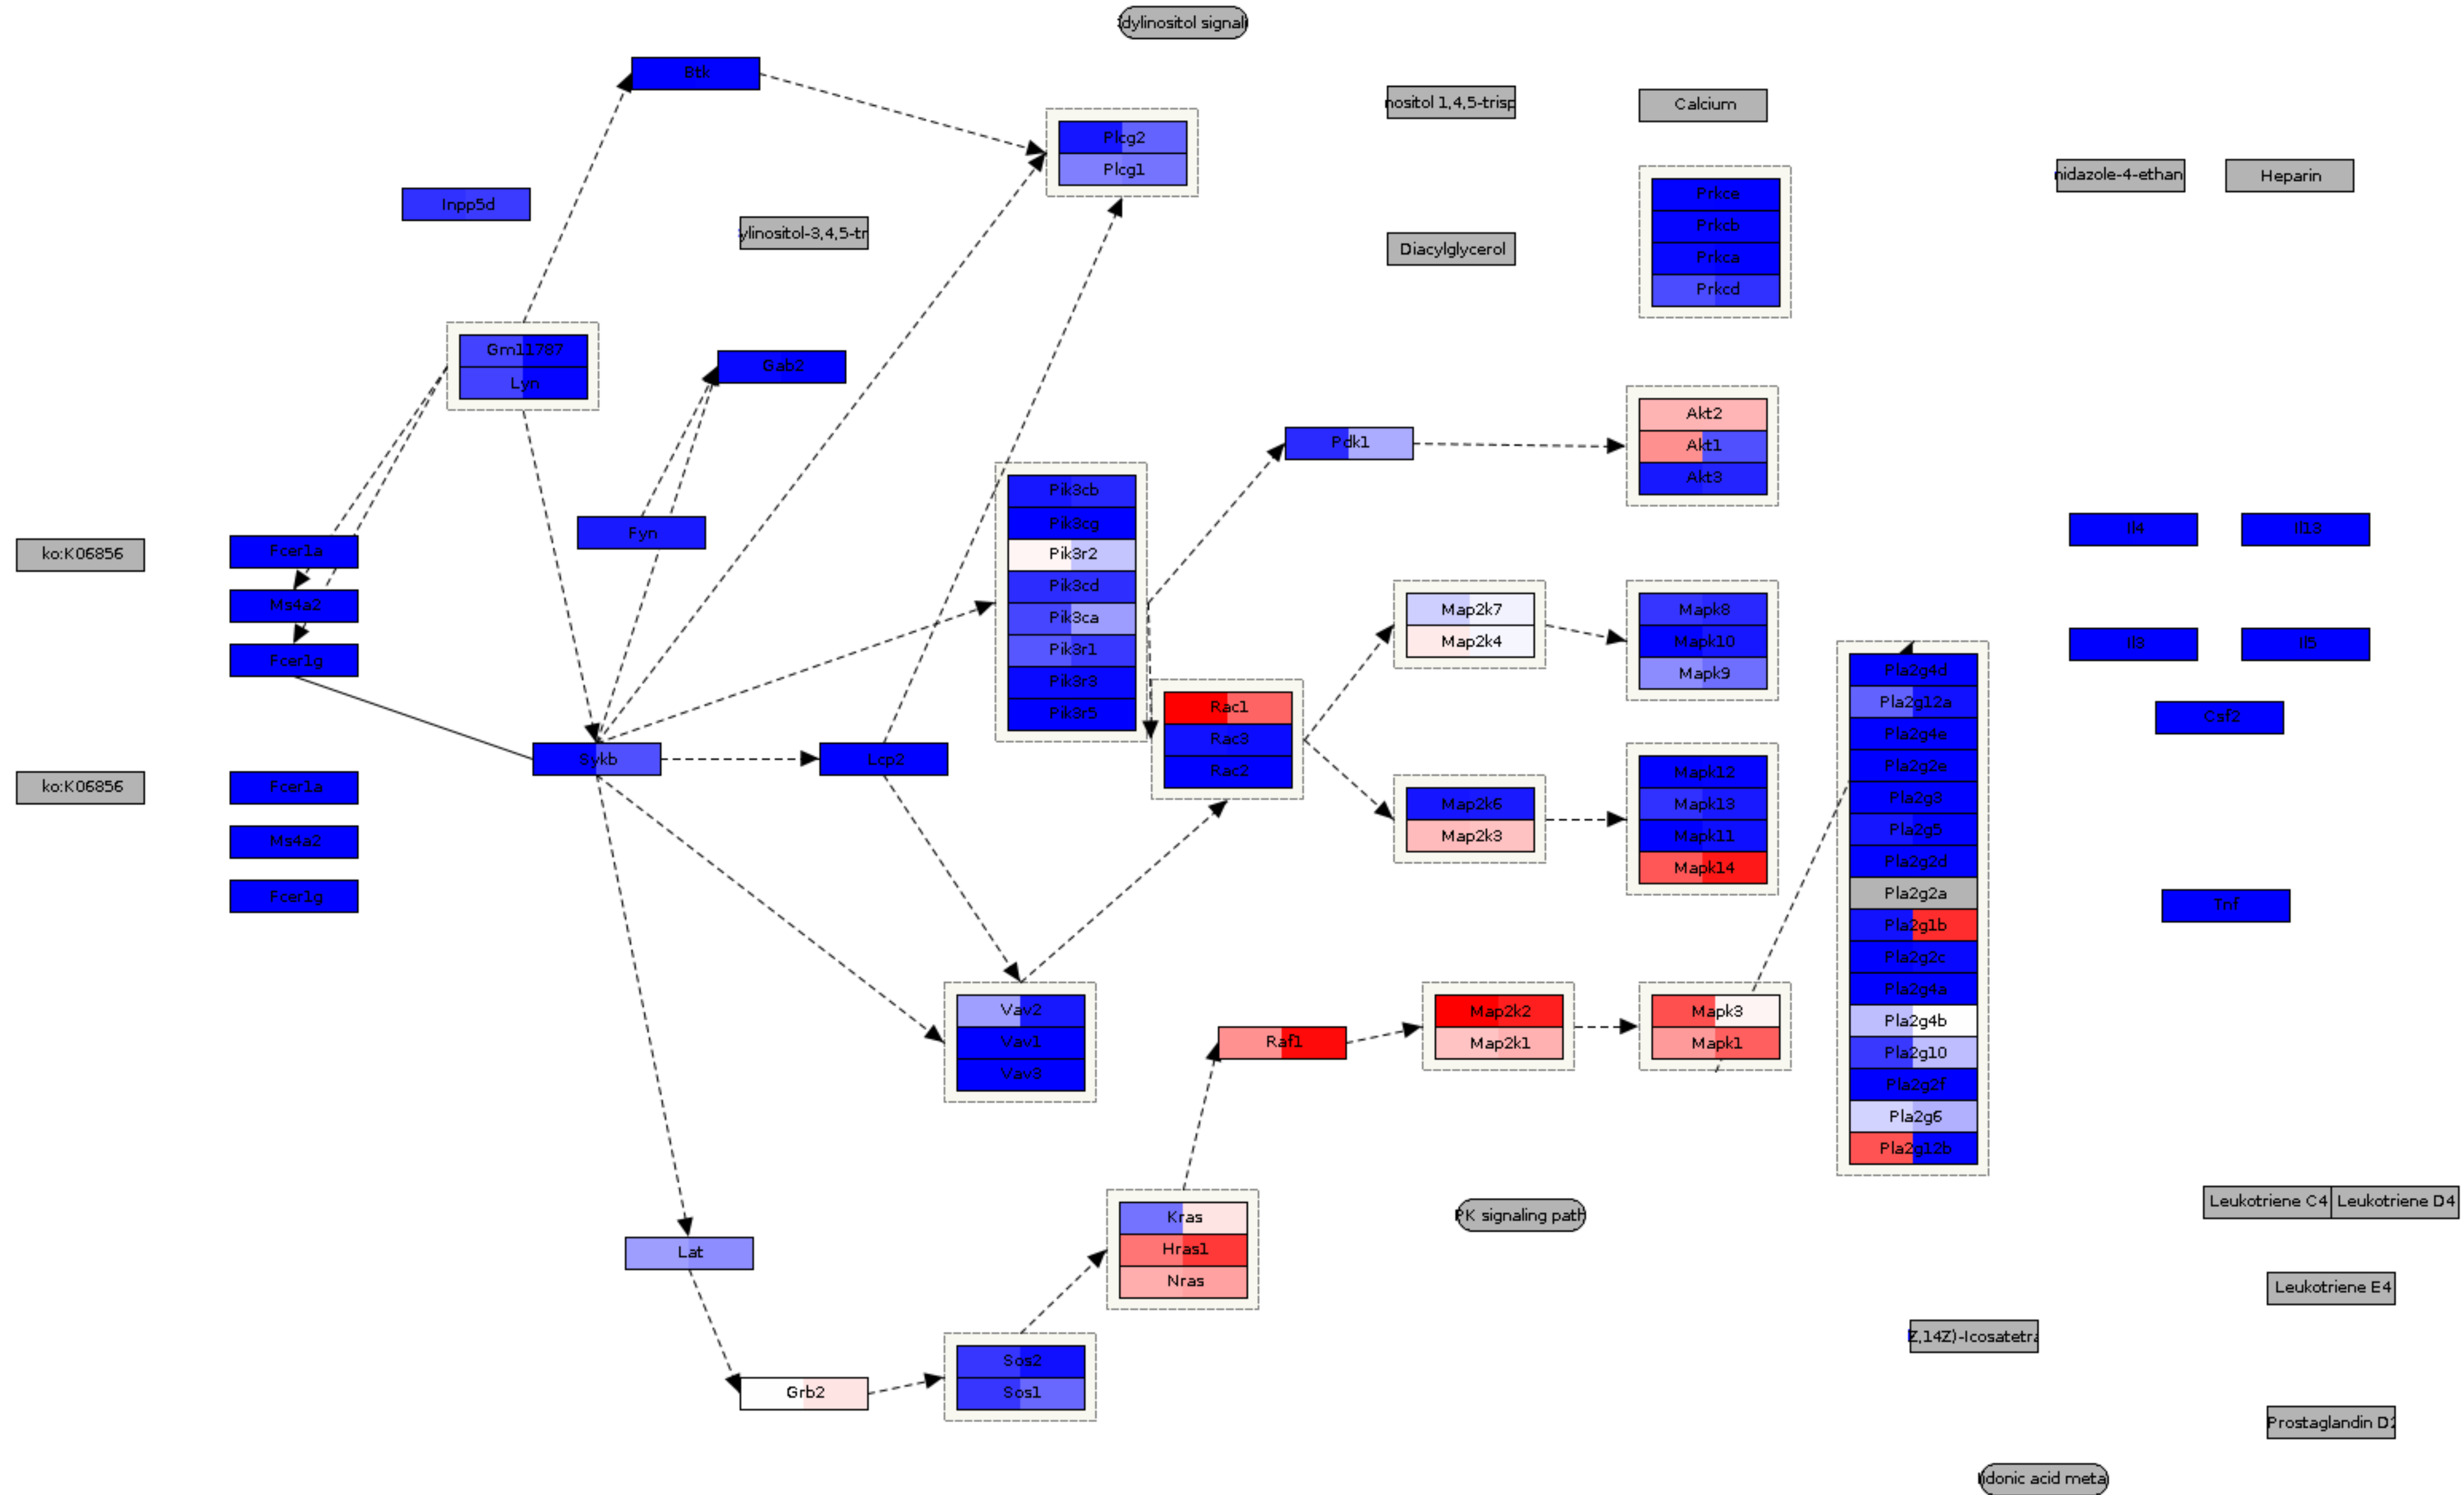 dylinositol signali
Btk
nositol 1,4,5-trisp
Calcium
Plcg2
Plcg1
nidazole-4-ethan
Heparin
Inpp5d
Prkce
Prkcb
Prkca
Prkcd
ylinositol-3,4,5-tr
Diacylglycerol
Gm11787
Lyn
Gab2
Akt2
Akt1
Akt3
Pdk1
Pik3cb
Pik3cg
Pik3r2
Pik3cd
Pik3ca
Pik3r1
Pik3r3
Pik3r5
Fyn
Il4
Il13
ko:K06856
Fcer1a
Ms4a2
Fcer1g
Map2k7
Map2k4
Mapk8
Mapk10
Mapk9
Il3
Il5
Rac1
Rac3
Rac2
Csf2
Sykb
Lcp2
ko:K06856
Fcer1a
Ms4a2
Fcer1g
Map2k6
Map2k3
Mapk12
Mapk13
Mapk11
Mapk14
Pla2g4d
Pla2g12a
Pla2g4e
Pla2g2e
Pla2g3
Pla2g5
Pla2g2d
Pla2g2a
Pla2g1b
Pla2g2c
Pla2g4a
Pla2g4b
Pla2g10
Pla2g2f
Pla2g6
Pla2g12b
Tnf
Vav2
Vav1
Vav3
Raf1
Map2k2
Map2k1
Mapk3
Mapk1
Kras
Hras1
Nras
PK signaling path
Leukotriene C4
Leukotriene D4
Lat
Leukotriene E4
Z,14Z)-Icosatetra
Sos2
Sos1
Grb2
Prostaglandin D2
idonic acid meta